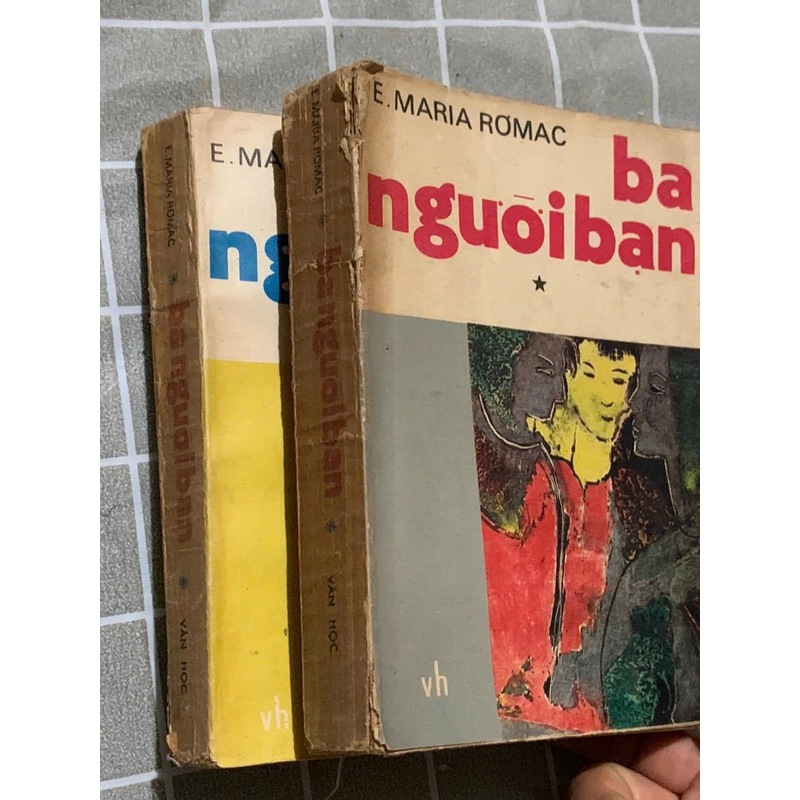 E. MARIA RƠMAC
ba
người bạn
★
vh
E. MARIA RƠMAC
*
ba người bạn
*
VĂN HỌC
E. MA
ng
vh
E. MARIA RƠMAC
*
ba người bạn
*
VĂN HỌC